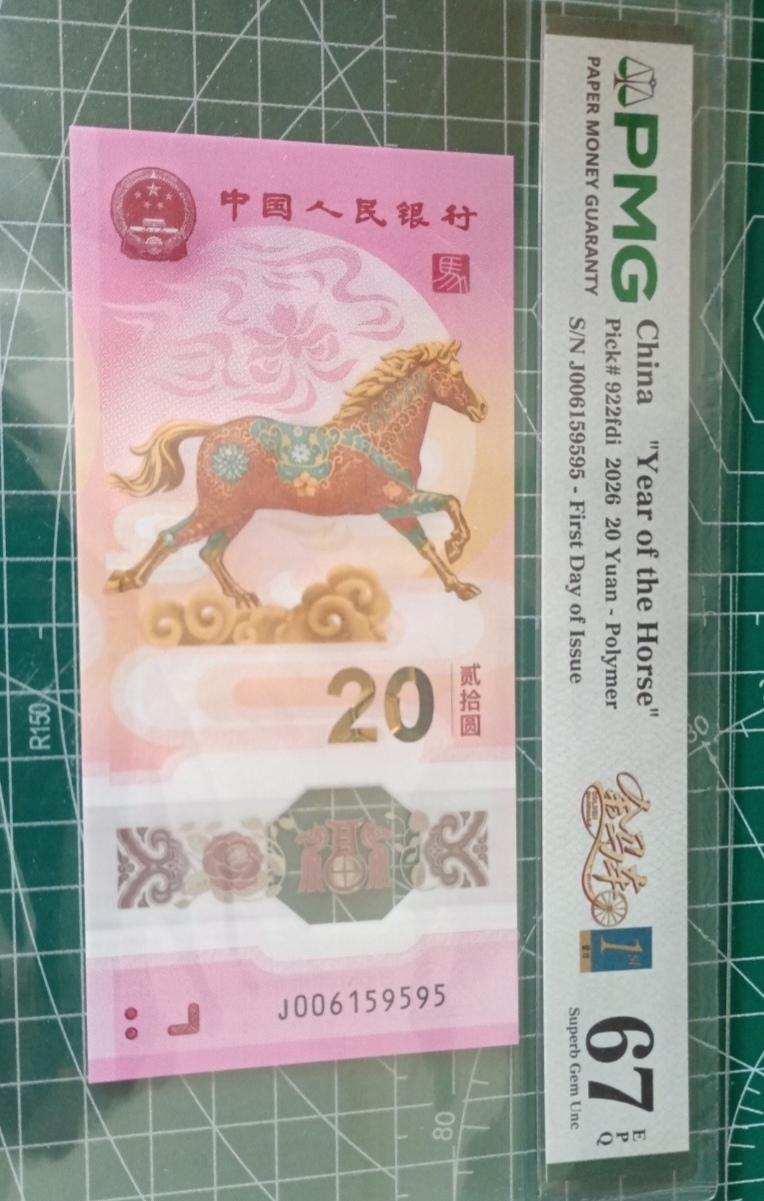 中国人民银行
馬
20
贰拾圆
J006159595
PMG
PAPER MONEY GUARANTY
China "Year of the Horse"
Pick# 922fdi 2026 20 Yuan - Polymer
S/N J006159595 - First Day of Issue
1st
67
E
P
Q
Superb Gem Unc
R150
80